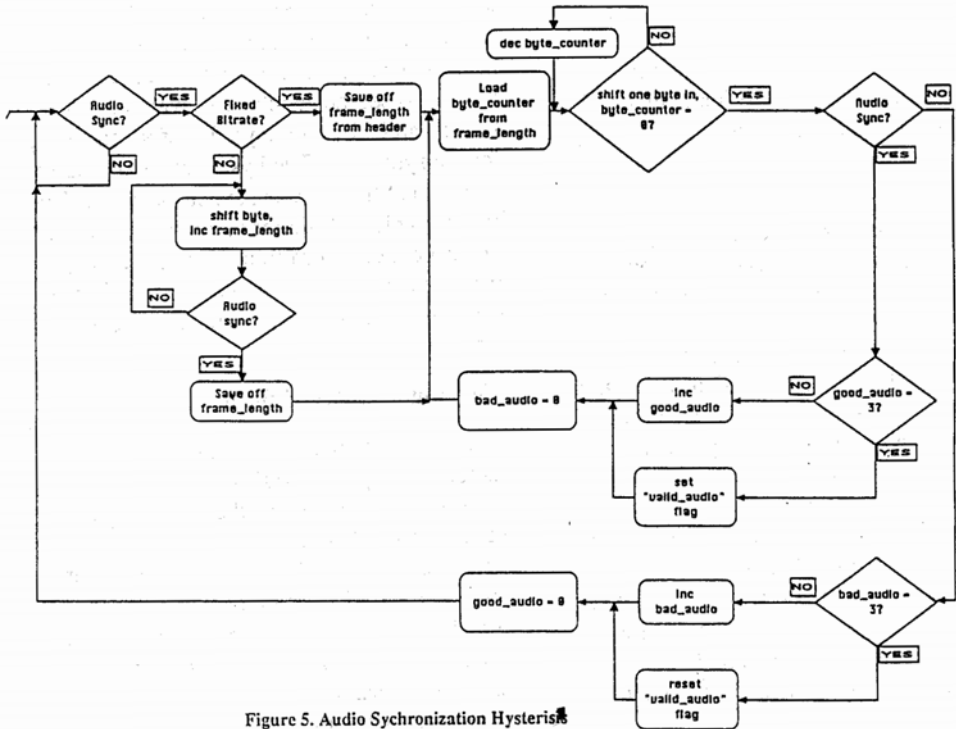 dec byte_counter
NO
Audio
Sync?
YES
Fixed
Bitrate?
YES
Save off
frame_length
from header
Load
byte_counter
from
frame_length
shift one byte in,
byte_counter =
0?
YES
Audio
Sync?
NO
NO
NO
YES
shift byte,
inc frame_length
NO
Audio
sync?
YES
Save off
frame_length
bad_audio = 0
inc
good_audio
NO
good_audio =
3?
YES
set
"valid_audio"
flag
good_audio = 0
inc
bad_audio
NO
bad_audio =
3?
YES
reset
"valid_audio"
flag
Figure 5. Audio Sychronization Hysterisis